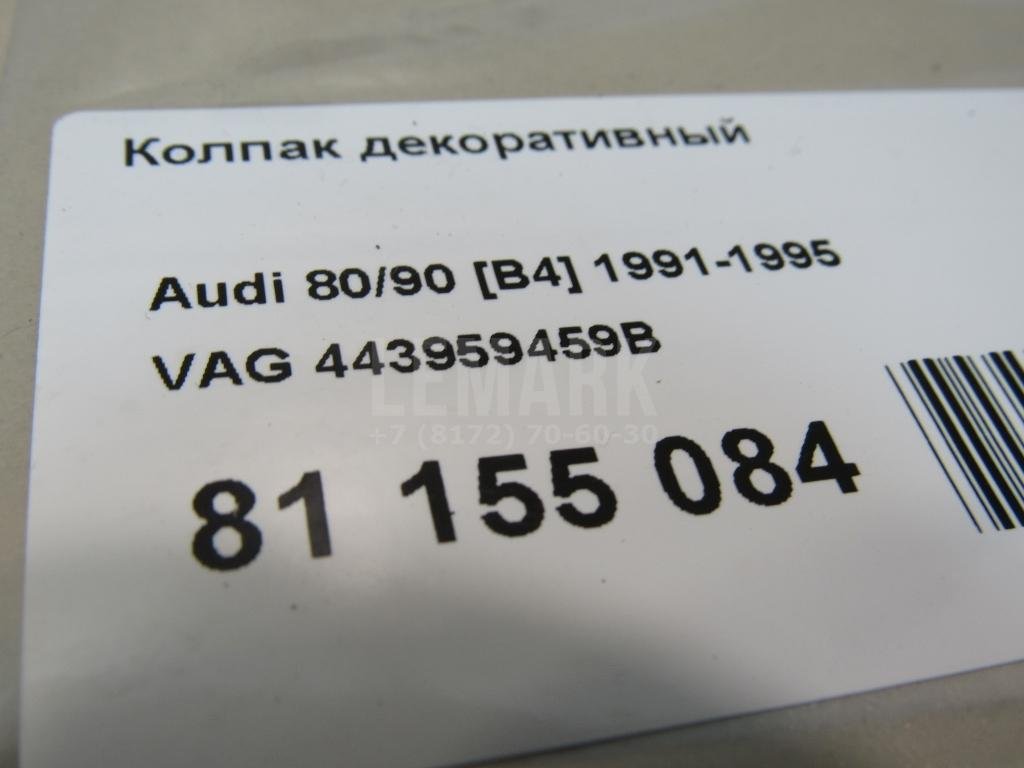 Колпак декоративный
Audi 80/90 [B4] 1991-1995
VAG 443959459B
LEMARK
+7 (8172) 70-60-30
81 155 084